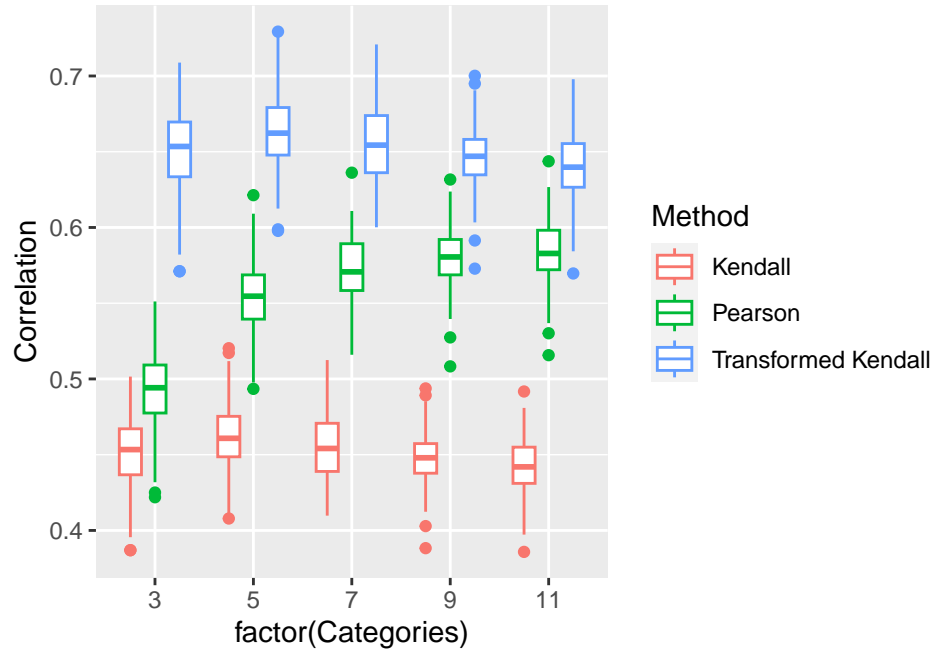 0.7
0.6
0.5
0.4
Correlation
3 5 7 9 11
factor(Categories)
Method
Kendall
Pearson
Transformed Kendall